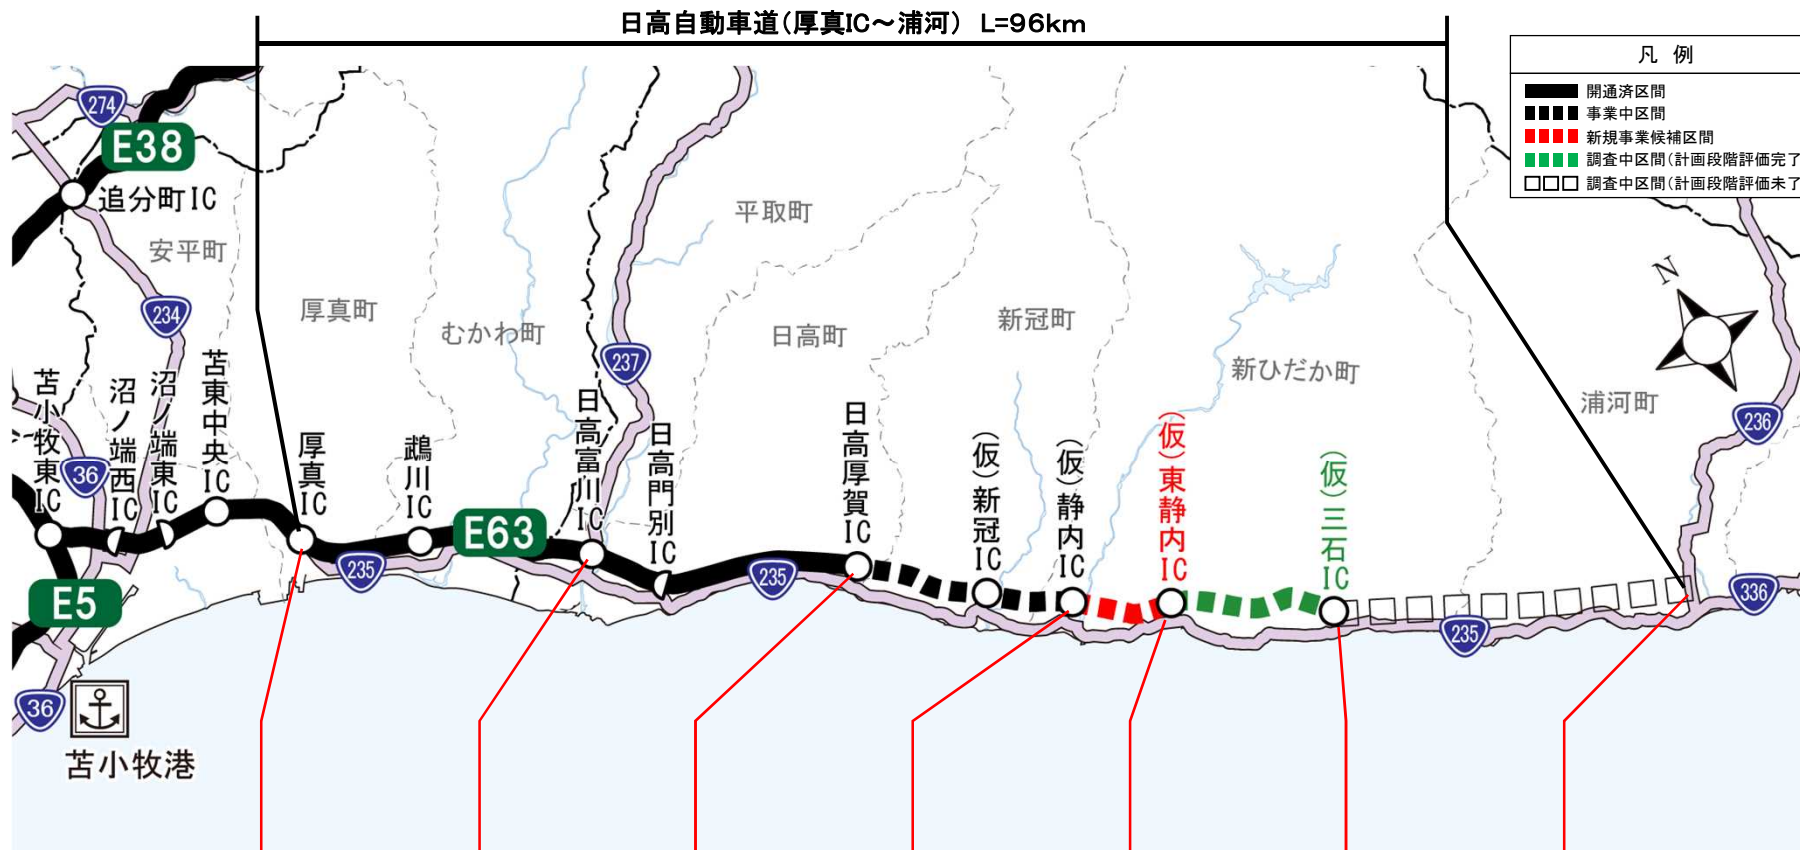 日高自動車道(厚真IC～浦河) L=96km
凡 例
開通済区間
事業中区間
新規事業候補区間
調査中区間(計画段階評価完了
調査中区間(計画段階評価未了
274
E38
追分町IC
安平町
234
厚真町
むかわ町
237
平取町
日高町
新冠町
新ひだか町
浦河町
N
236
苫小牧東IC
36
沼ノ端西IC
沼ノ端東IC
苫東中央IC
厚真IC
鵡川IC
E63
日高富川IC
日高門別IC
日高厚賀IC
(仮)新冠IC
(仮)静内IC
(仮)東静内IC
(仮)三石IC
235
235
235
336
E5
36
苫小牧港